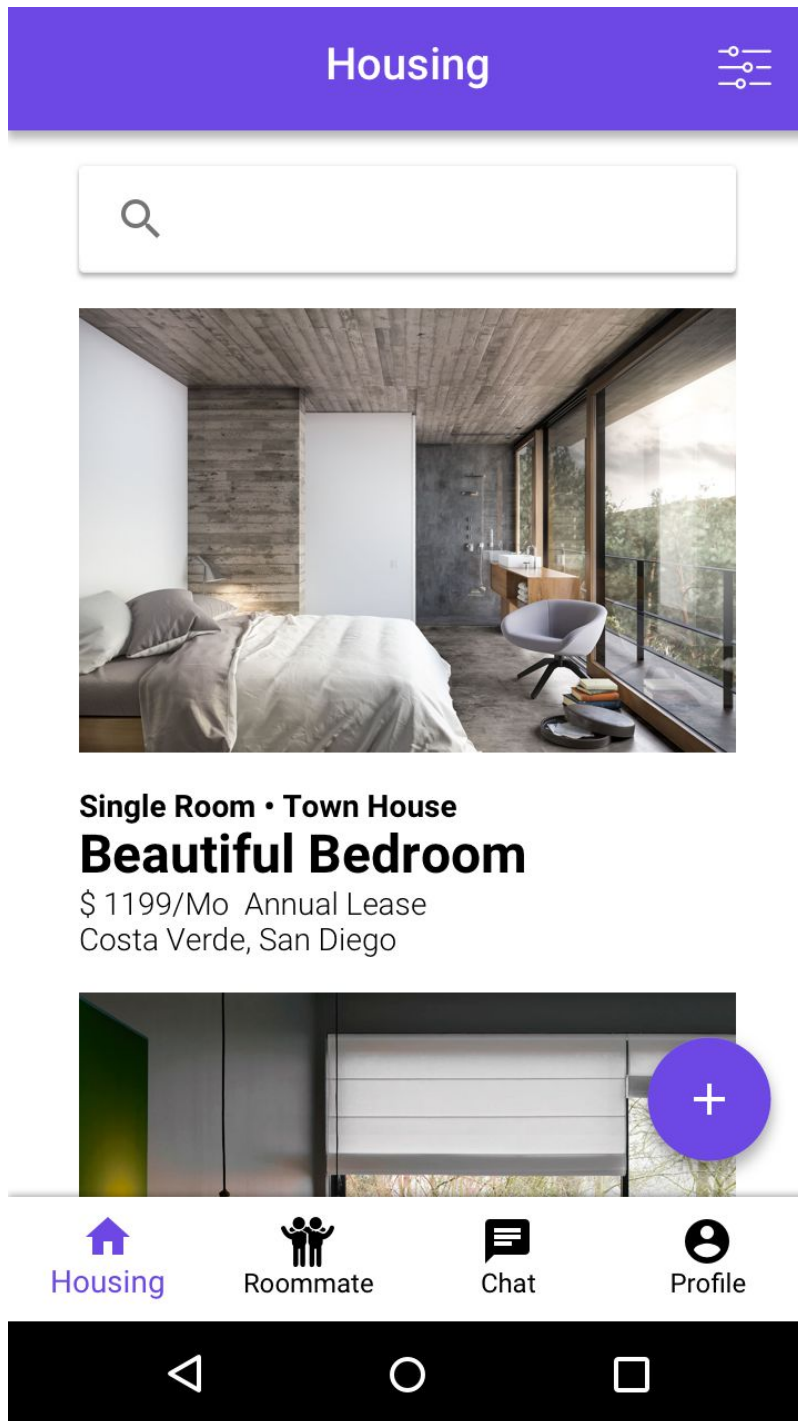 Housing
Single Room • Town House
Beautiful Bedroom
$ 1199/Mo  Annual Lease
Costa Verde, San Diego
Housing
Roommate
Chat
Profile